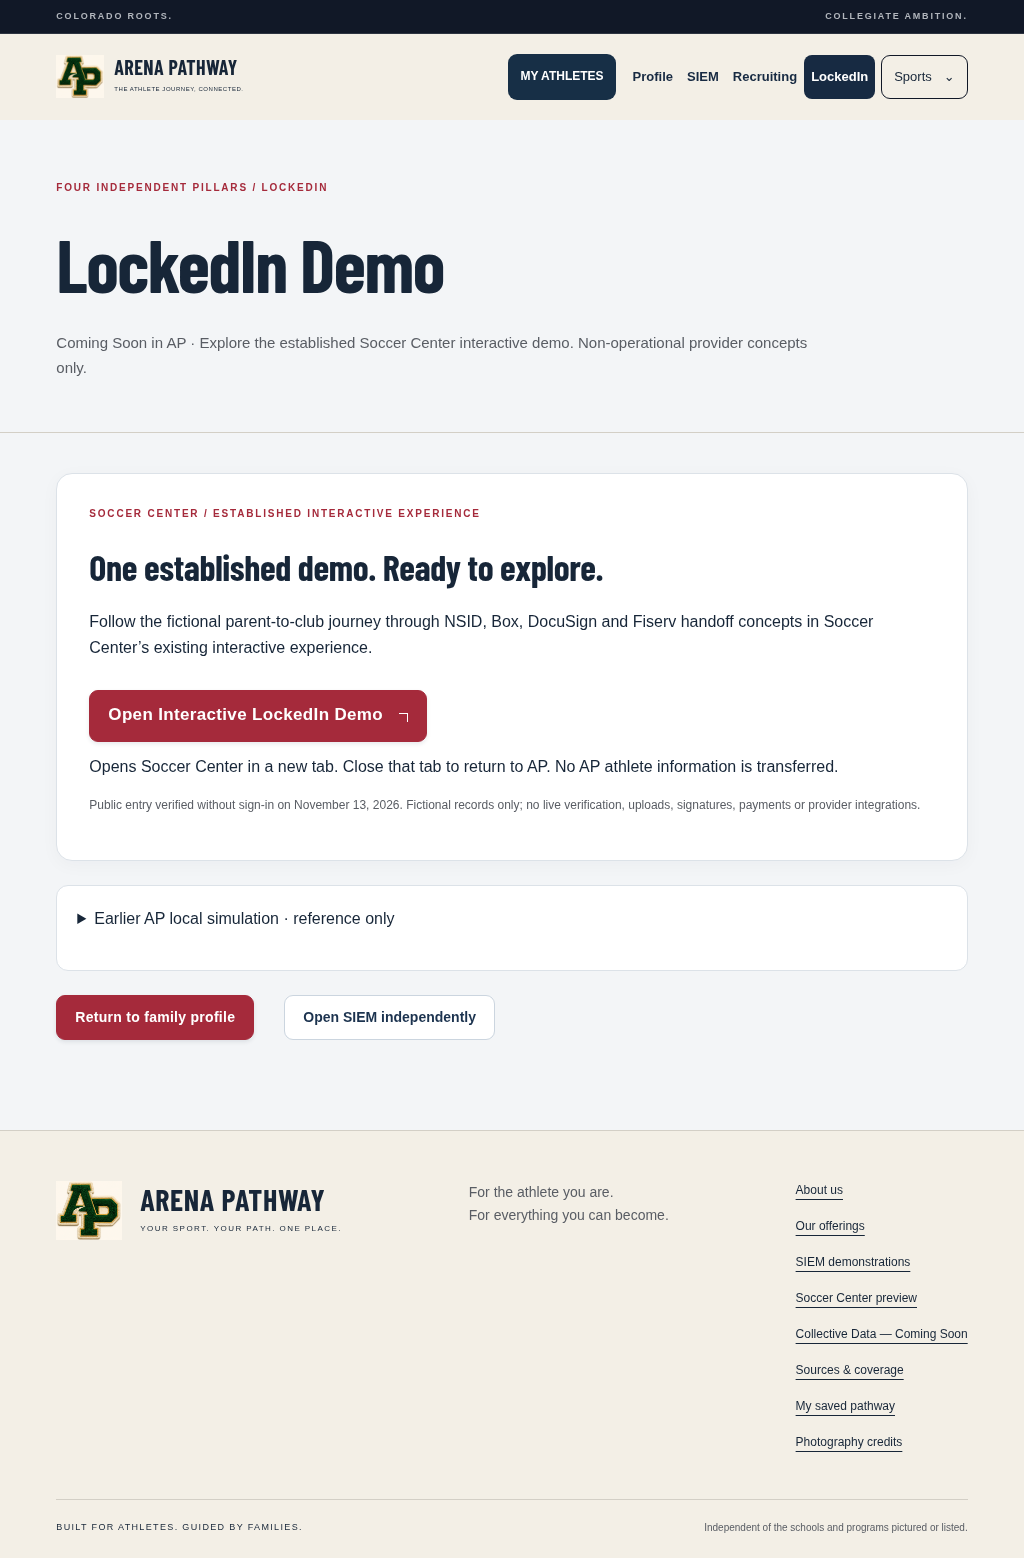 COLORADO ROOTS.
COLLEGIATE AMBITION.
AP
ARENA PATHWAY
THE ATHLETE JOURNEY, CONNECTED.
MY ATHLETES
Profile
SIEM
Recruiting
LockedIn
Sports
FOUR INDEPENDENT PILLARS / LOCKEDIN
LockedIn Demo
Coming Soon in AP · Explore the established Soccer Center interactive demo. Non-operational provider concepts
only.
SOCCER CENTER / ESTABLISHED INTERACTIVE EXPERIENCE
One established demo. Ready to explore.
Follow the fictional parent-to-club journey through NSID, Box, DocuSign and Fiserv handoff concepts in Soccer
Center’s existing interactive experience.
Open Interactive LockedIn Demo
Opens Soccer Center in a new tab. Close that tab to return to AP. No AP athlete information is transferred.
Public entry verified without sign-in on November 13, 2026. Fictional records only; no live verification, uploads, signatures, payments or provider integrations.
Earlier AP local simulation · reference only
Return to family profile
Open SIEM independently
AP
ARENA PATHWAY
YOUR SPORT. YOUR PATH. ONE PLACE.
For the athlete you are.
For everything you can become.
About us
Our offerings
SIEM demonstrations
Soccer Center preview
Collective Data — Coming Soon
Sources & coverage
My saved pathway
Photography credits
BUILT FOR ATHLETES. GUIDED BY FAMILIES.
Independent of the schools and programs pictured or listed.